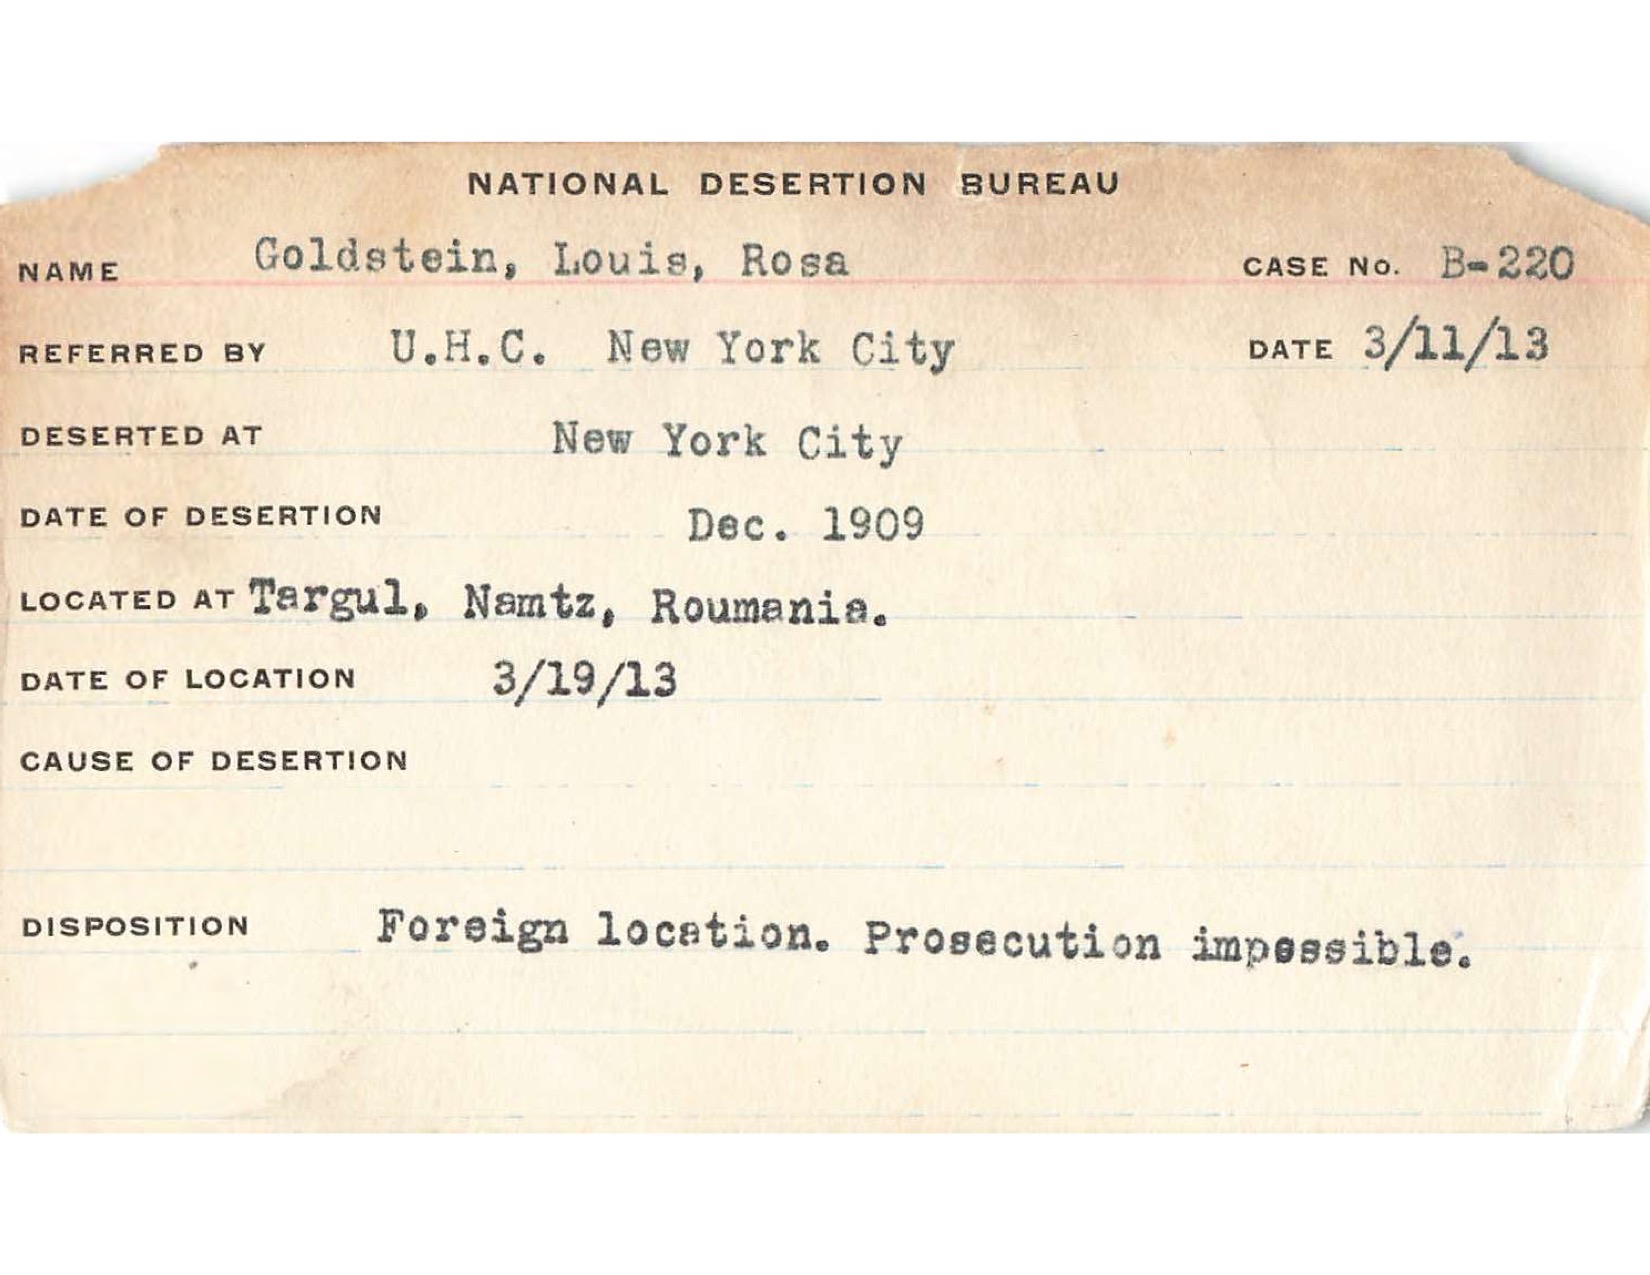 NATIONAL DESERTION BUREAU
NAME Goldstein, Louis, Rosa CASE No. B-220
REFERRED BY U.H.C. New York City DATE 3/11/13
DESERTED AT New York City
DATE OF DESERTION Dec. 1909
LOCATED AT Targul, Namtz, Roumania.
DATE OF LOCATION 3/19/13
CAUSE OF DESERTION
DISPOSITION Foreign location. Prosecution impossible.